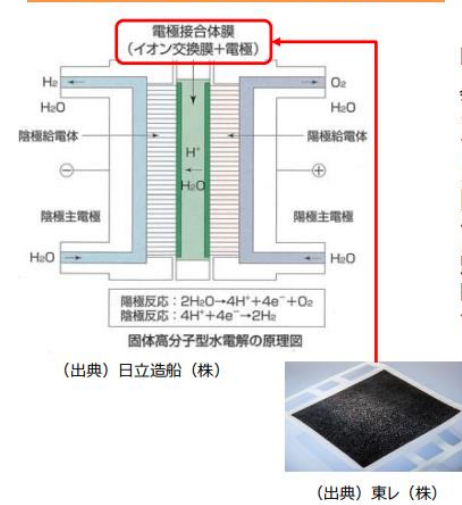 電極接合体膜
(イオン交換膜+電極)
H₂
O₂
H₂O
H₂O
陰極給電体
陽極給電体
H⁺
H₂O
⊖
⊕
陰極主電極
陽極主電極
H₂O
H₂O
陽極反応:2H₂O→4H⁺+4e⁻+O₂
陰極反応:4H⁺+4e⁻→2H₂
固体高分子型水電解の原理図
(出典)日立造船(株)
(出典)東レ(株)